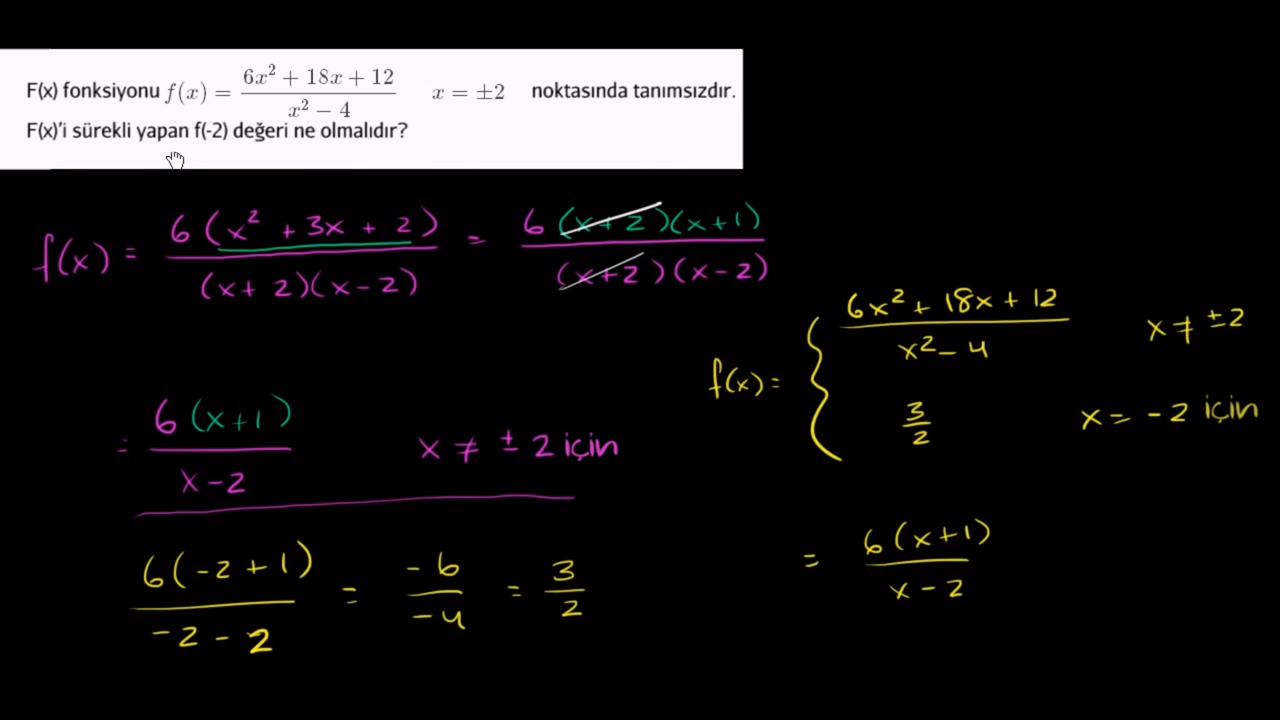 F(x) fonksiyonu f(x) = (6x² + 18x + 12)/(x² − 4) x = ±2 noktasında tanımsızdır.
F(x)'i sürekli yapan f(-2) değeri ne olmalıdır?
f(x) = 6(x² + 3x + 2)/((x+2)(x−2)) = 6(x+2)(x+1)/((x+2)(x−2))
f(x) = { (6x² + 18x + 12)/(x² − 4) x ≠ ±2
3/2 x = −2 için
= 6(x+1)/(x−2) x ≠ ±2 için
6(−2+1)/(−2−2) = −6/−4 = 3/2
= 6(x+1)/(x−2)